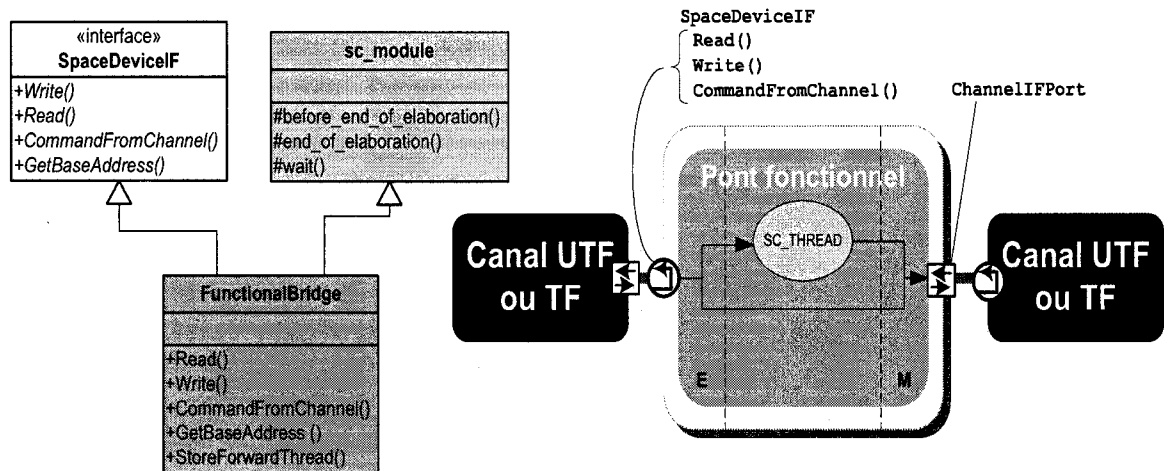 «interface»
SpaceDeviceIF
+Write()
+Read()
+CommandFromChannel()
+GetBaseAddress()
sc_module
#before_end_of_elaboration()
#end_of_elaboration()
#wait()
FunctionalBridge
+Read()
+Write()
+CommandFromChannel()
+GetBaseAddress ()
+StoreForwardThread()
SpaceDeviceIF
Read()
Write()
CommandFromChannel()
ChannelIFPort
Pont fonctionnel
SC_THREAD
Canal UTF
ou TF
Canal UTF
ou TF
E
M